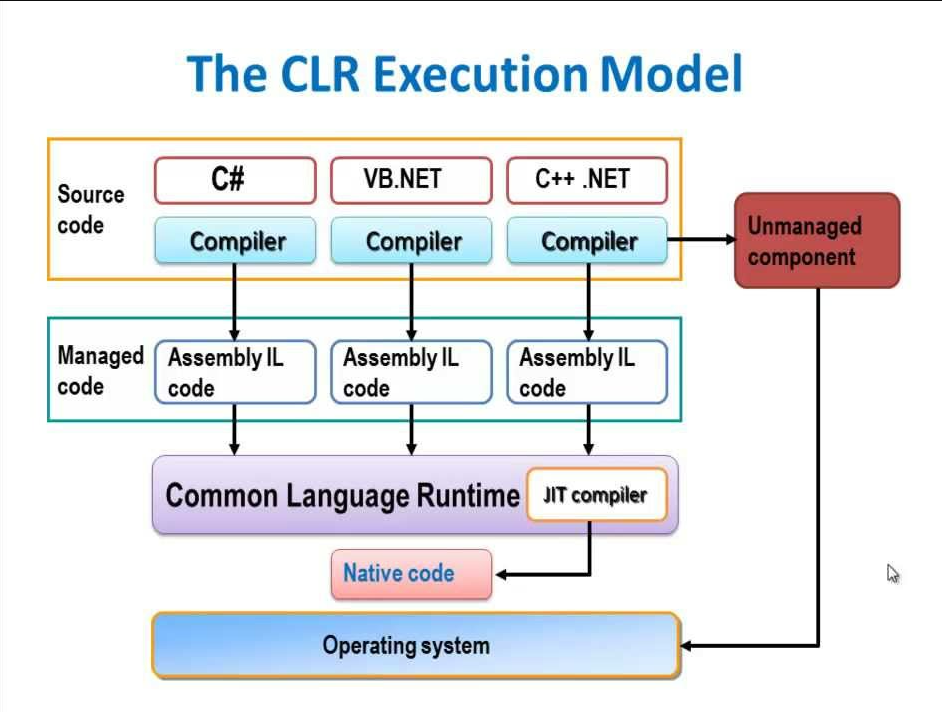 The CLR Execution Model
Source
code
C#
VB.NET
C++ .NET
Compiler
Compiler
Compiler
Unmanaged
component
Managed
code
Assembly IL
code
Assembly IL
code
Assembly IL
code
Common Language Runtime
JIT compiler
Native code
Operating system